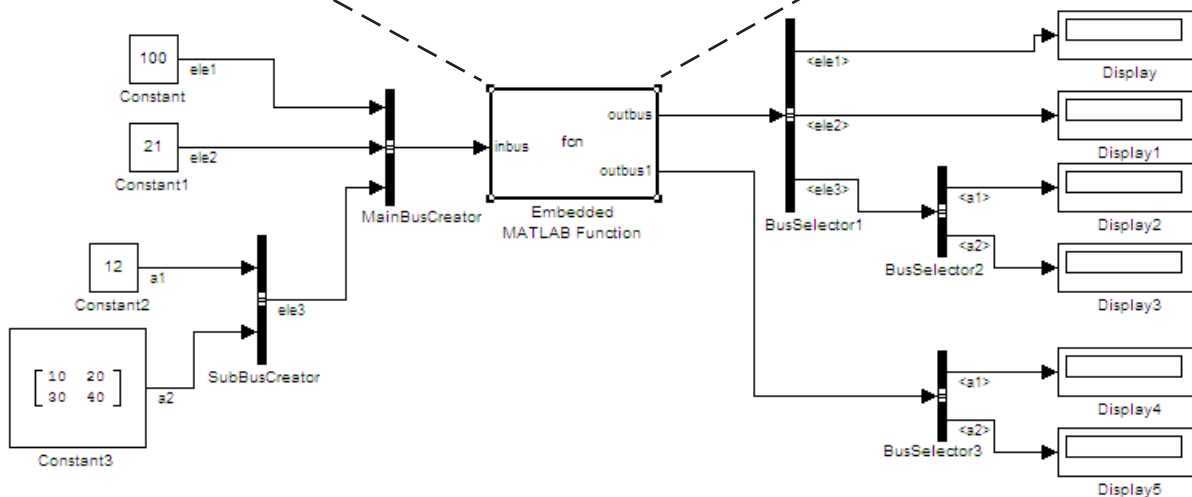 100
ele1
Constant
21
ele2
Constant1
MainBusCreator
12
a1
Constant2
ele3
10 20
30 40
a2
SubBusCreator
Constant3
inbus
fcn
outbus
outbus1
Embedded
MATLAB Function
<ele1>
<ele2>
<ele3>
BusSelector1
<a1>
<a2>
BusSelector2
<a1>
<a2>
BusSelector3
Display
Display1
Display2
Display3
Display4
Display5